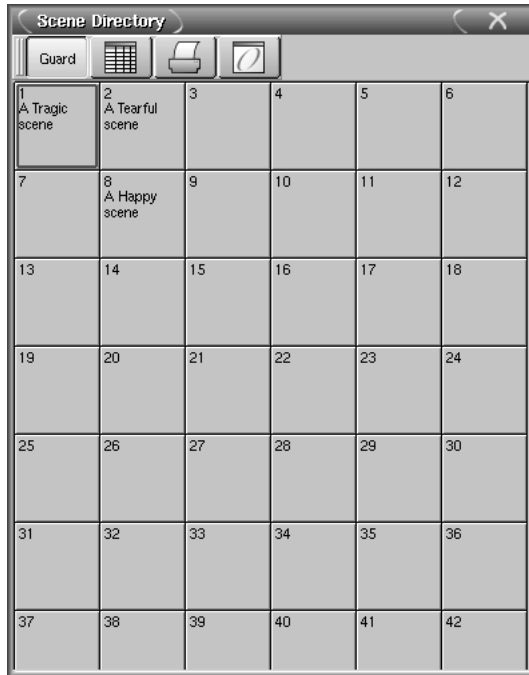 Scene Directory
Guard
1 2 3 4 5 6
A Tragic A Tearful
scene scene
7 8 9 10 11 12
A Happy
scene
13 14 15 16 17 18
19 20 21 22 23 24
25 26 27 28 29 30
31 32 33 34 35 36
37 38 39 40 41 42